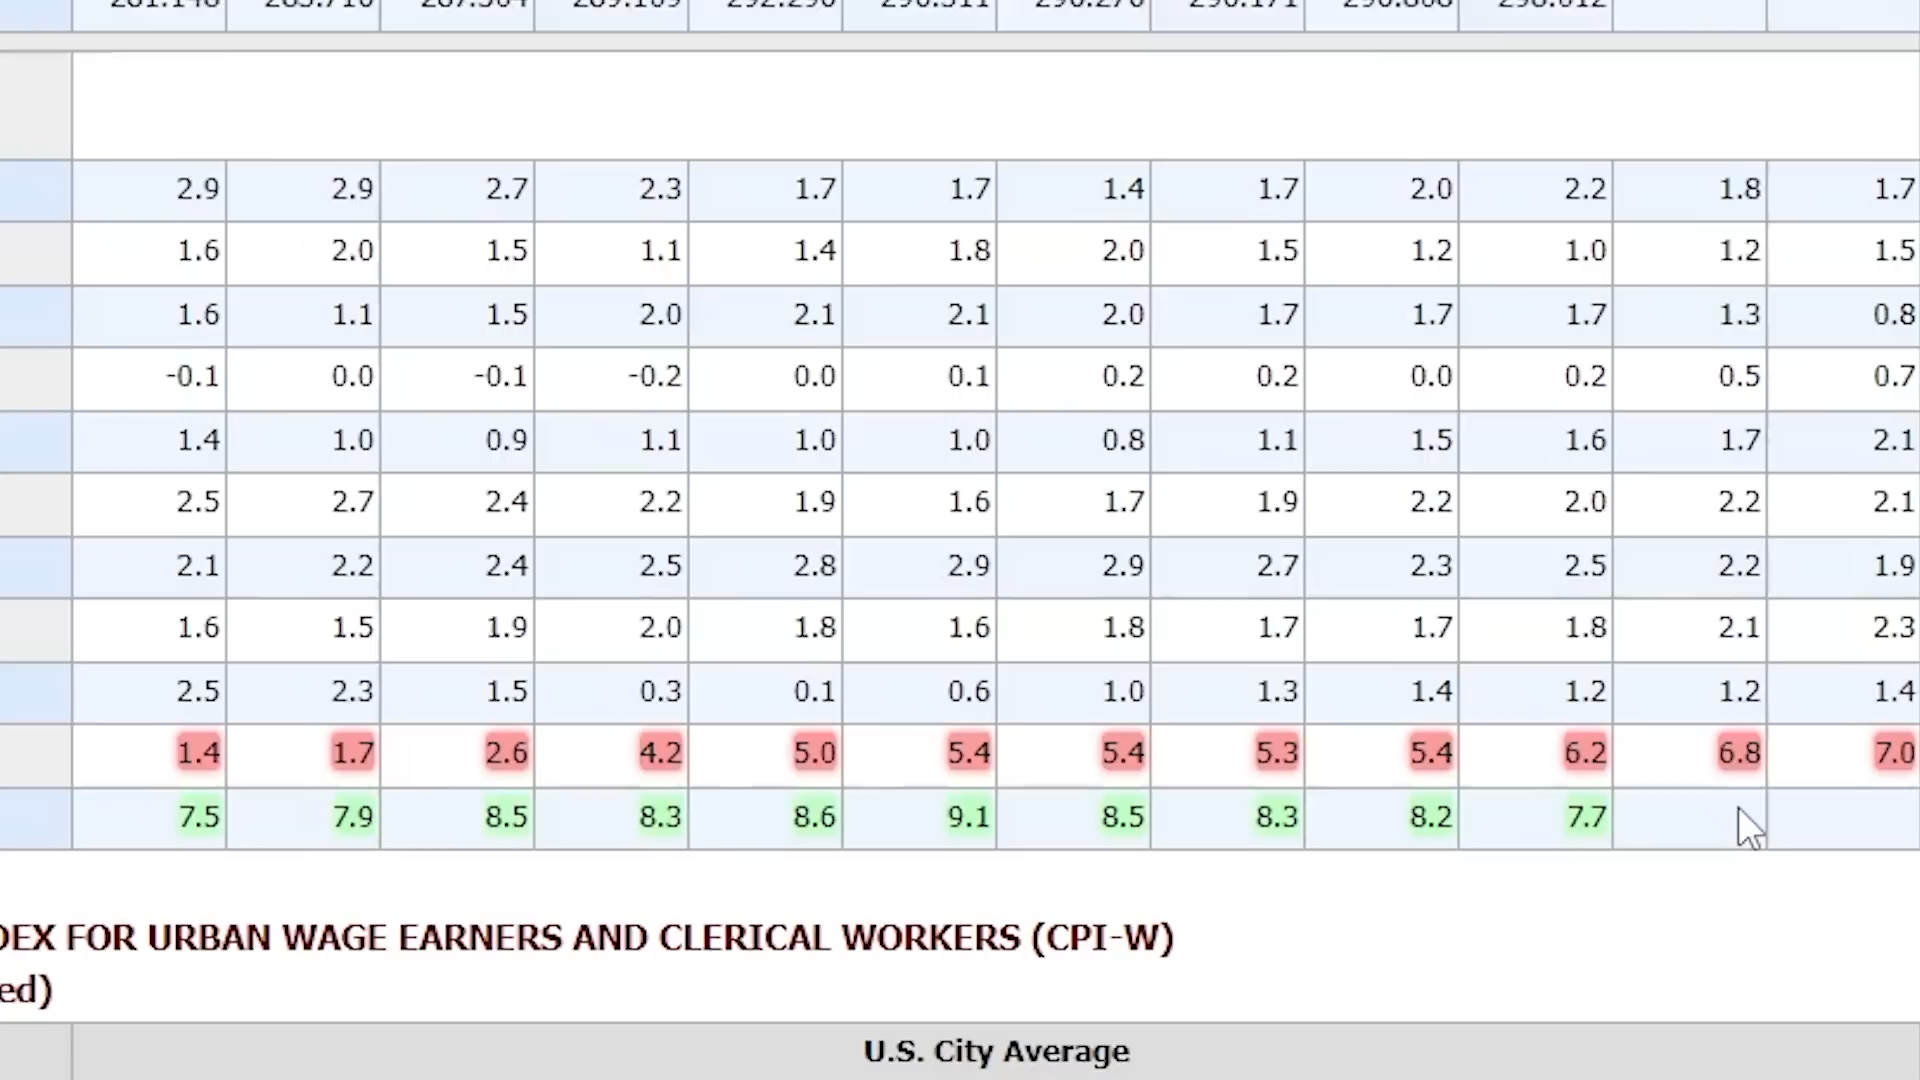 2.9 2.9 2.7 2.3 1.7 1.7 1.4 1.7 2.0 2.2 1.8 1.7
1.6 2.0 1.5 1.1 1.4 1.8 2.0 1.5 1.2 1.0 1.2 1.5
1.6 1.1 1.5 2.0 2.1 2.1 2.0 1.7 1.7 1.7 1.3 0.8
-0.1 0.0 -0.1 -0.2 0.0 0.1 0.2 0.2 0.0 0.2 0.5 0.7
1.4 1.0 0.9 1.1 1.0 1.0 0.8 1.1 1.5 1.6 1.7 2.1
2.5 2.7 2.4 2.2 1.9 1.6 1.7 1.9 2.2 2.0 2.2 2.1
2.1 2.2 2.4 2.5 2.8 2.9 2.9 2.7 2.3 2.5 2.2 1.9
1.6 1.5 1.9 2.0 1.8 1.6 1.8 1.7 1.7 1.8 2.1 2.3
2.5 2.3 1.5 0.3 0.1 0.6 1.0 1.3 1.4 1.2 1.2 1.4
1.4 1.7 2.6 4.2 5.0 5.4 5.4 5.3 5.4 6.2 6.8 7.0
7.5 7.9 8.5 8.3 8.6 9.1 8.5 8.3 8.2 7.7
DEX FOR URBAN WAGE EARNERS AND CLERICAL WORKERS (CPI-W)
ed)
U.S. City Average